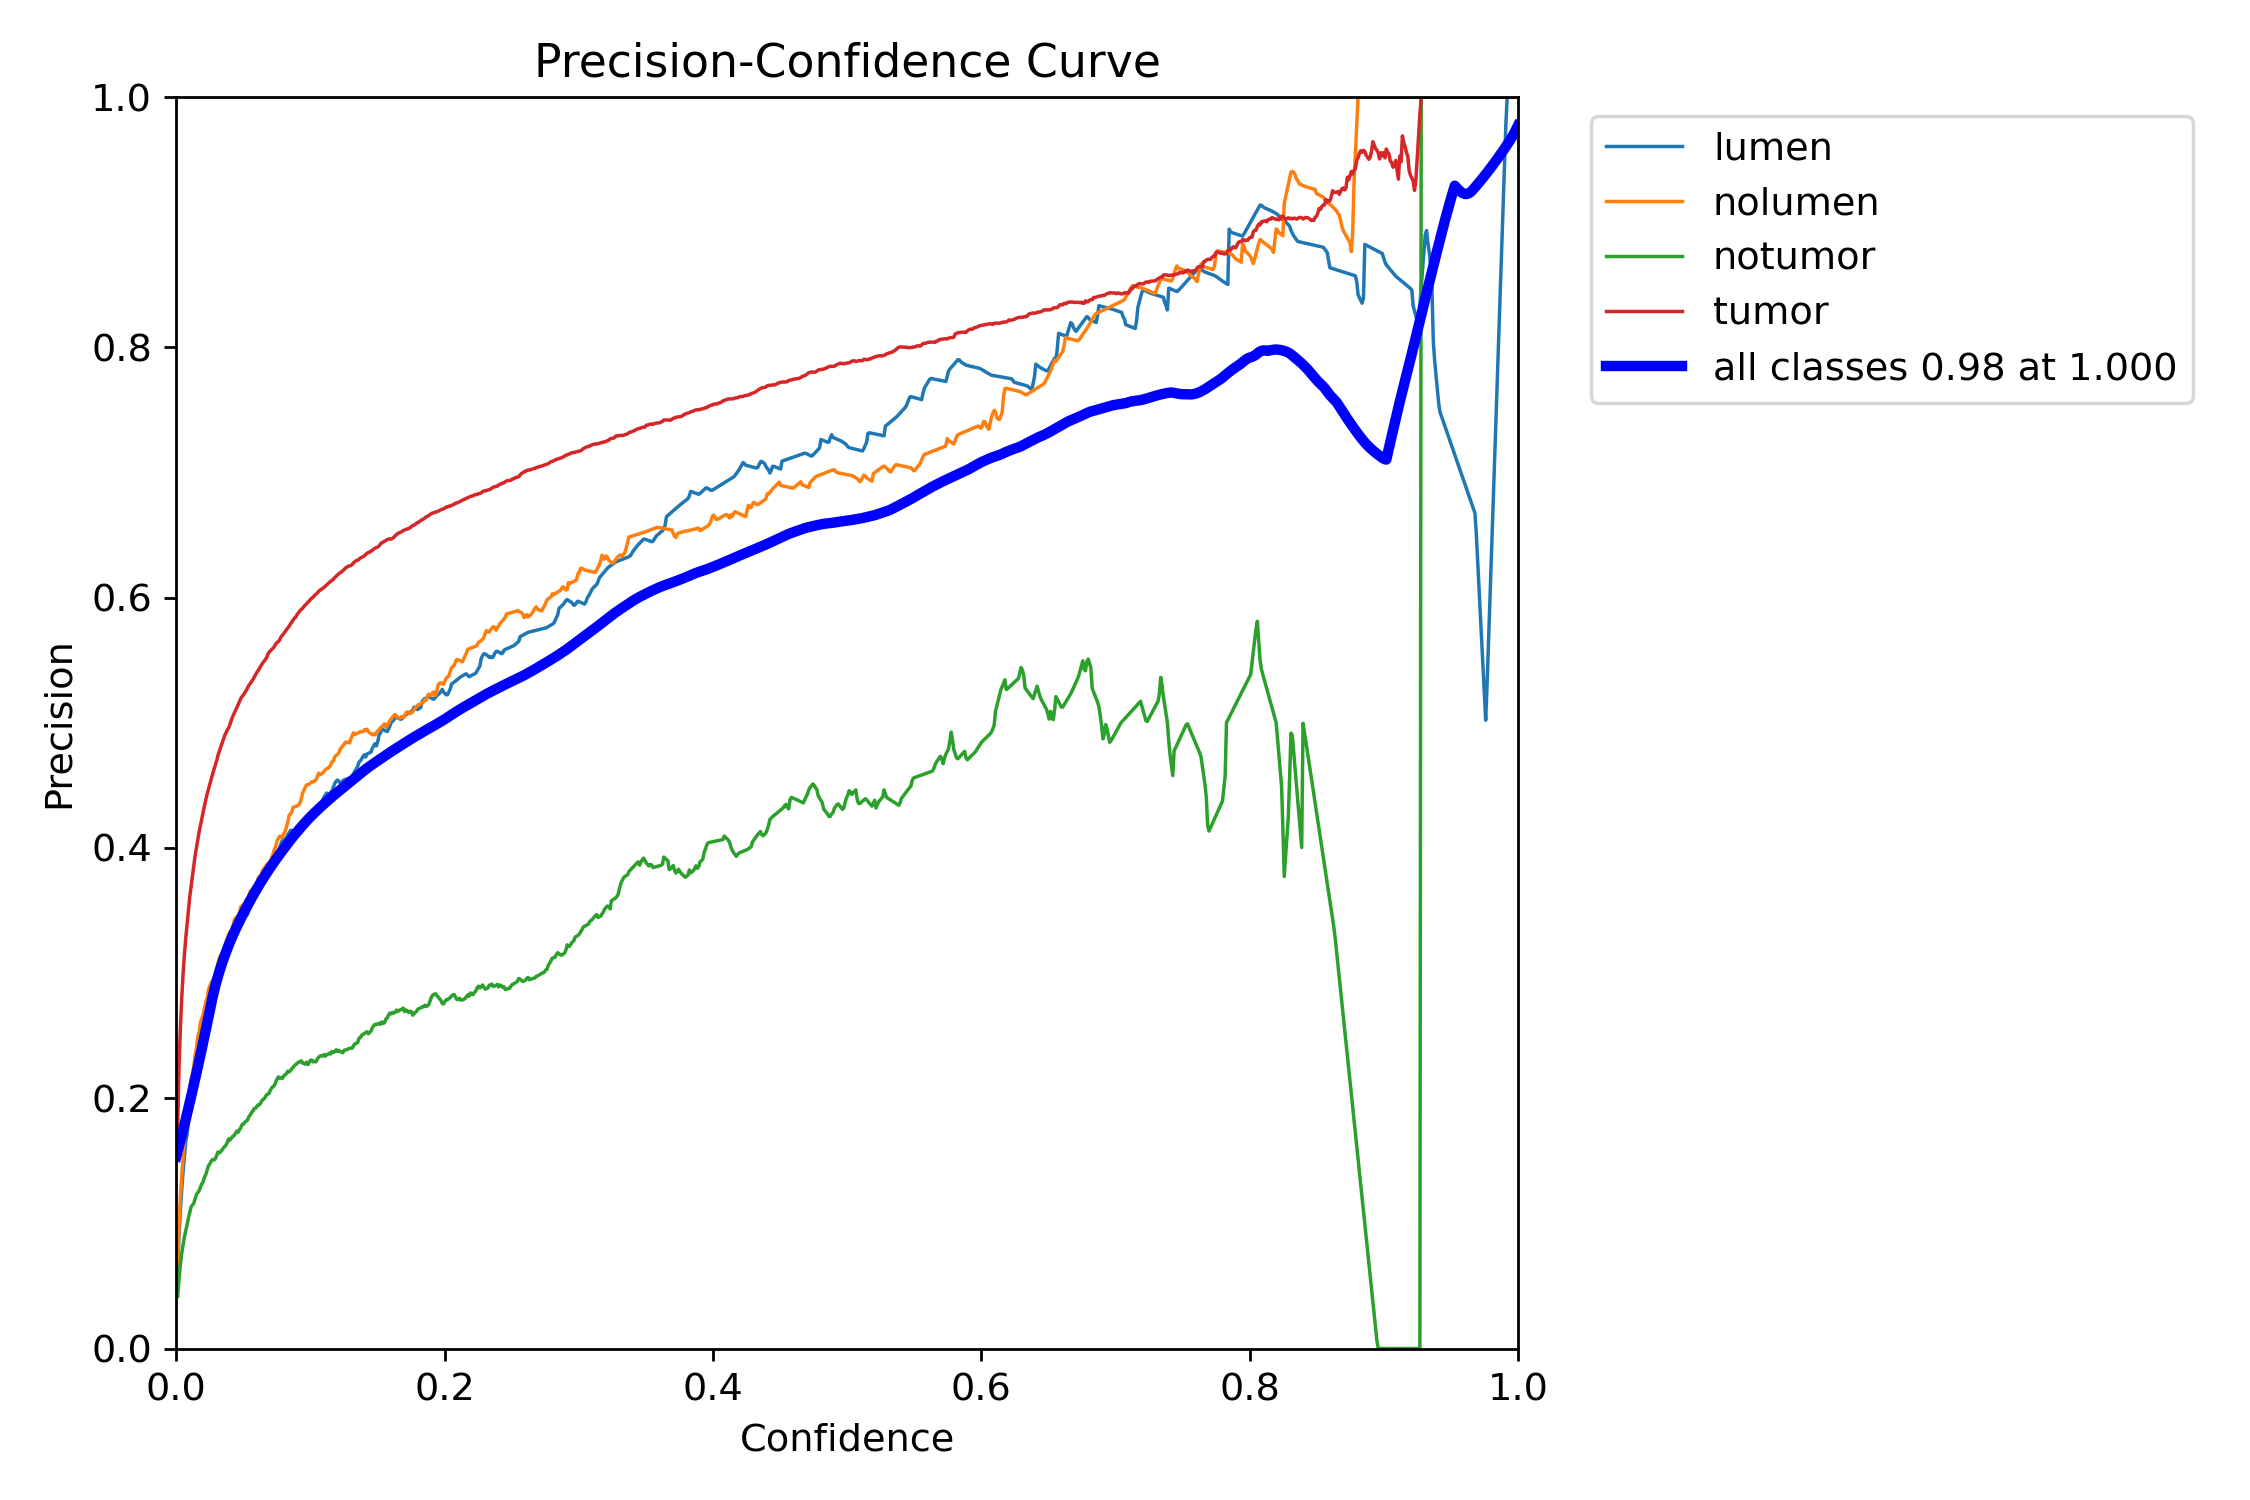 Precision-Confidence Curve
1.0
0.8
0.6
0.4
0.2
0.0
Precision
0.0 0.2 0.4 0.6 0.8 1.0
Confidence
lumen
nolumen
notumor
tumor
all classes 0.98 at 1.000